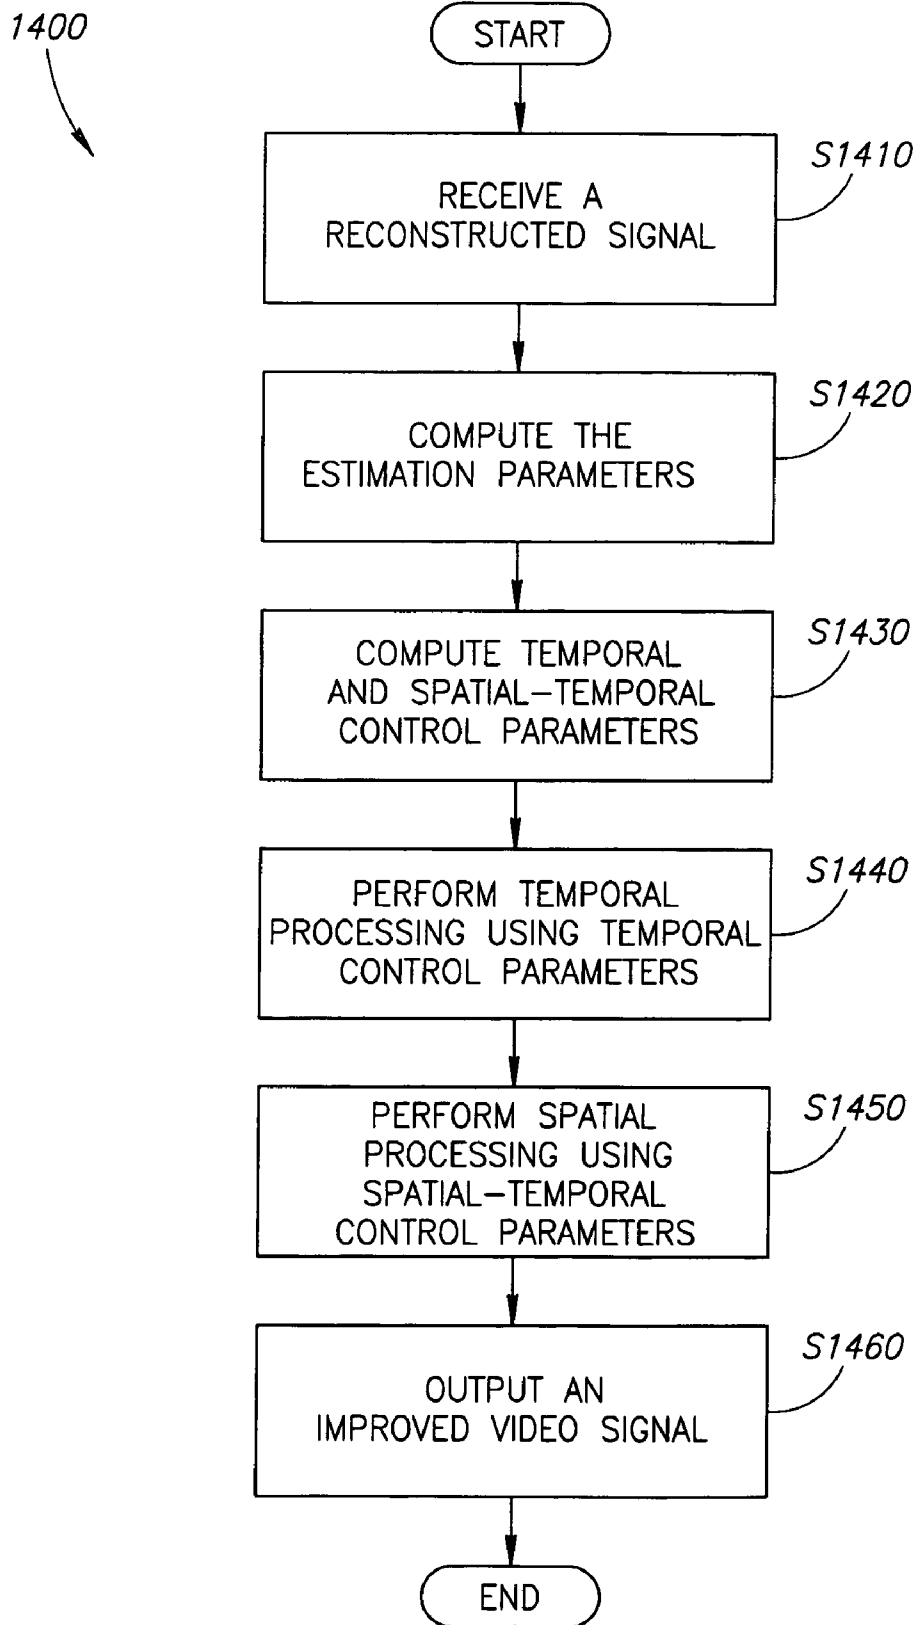 1400
START
S1410
RECEIVE A
RECONSTRUCTED SIGNAL
S1420
COMPUTE THE
ESTIMATION PARAMETERS
S1430
COMPUTE TEMPORAL
AND SPATIAL-TEMPORAL
CONTROL PARAMETERS
S1440
PERFORM TEMPORAL
PROCESSING USING TEMPORAL
CONTROL PARAMETERS
S1450
PERFORM SPATIAL
PROCESSING USING
SPATIAL-TEMPORAL
CONTROL PARAMETERS
S1460
OUTPUT AN
IMPROVED VIDEO SIGNAL
END